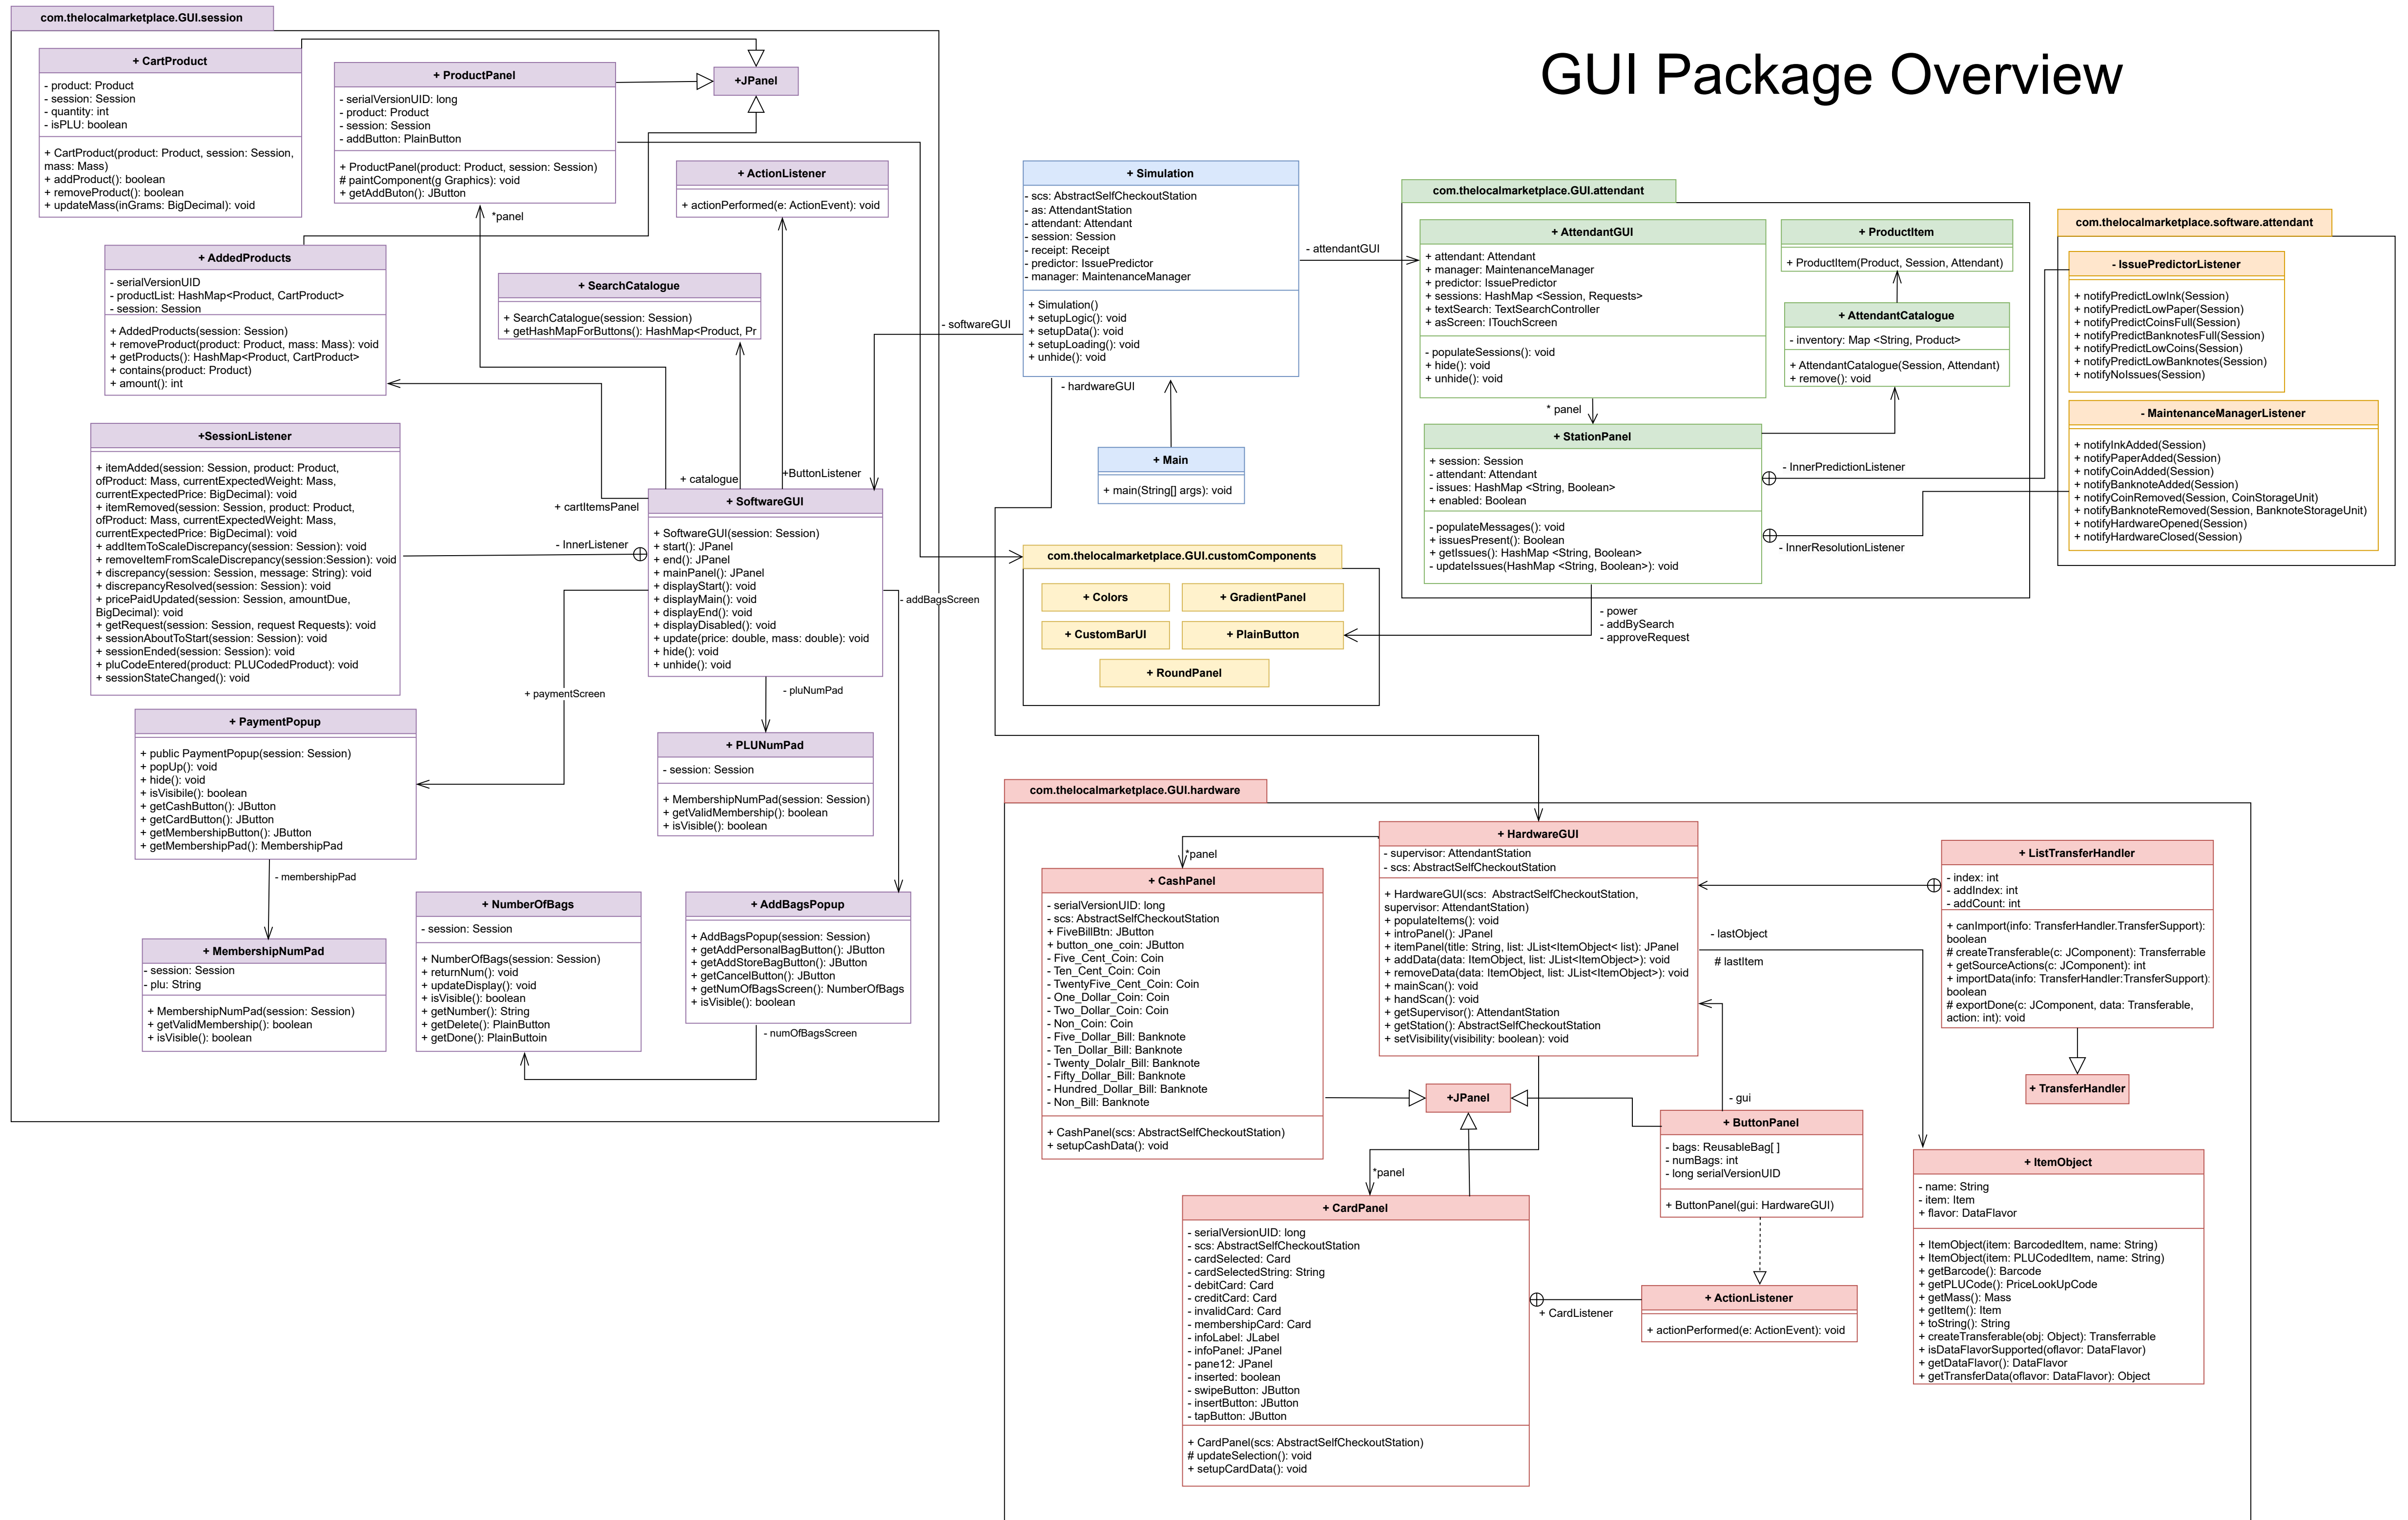 GUI Package Overview
com.thelocalmarketplace.GUI.session
+ CartProduct
- product: Product
- session: Session
- quantity: int
- isPLU: boolean
+ CartProduct(product: Product, session: Session,
mass: Mass)
+ addProduct(): boolean
+ removeProduct(): boolean
+ updateMass(inGrams: BigDecimal): void
+ ProductPanel
- serialVersionUID: long
- product: Product
- session: Session
- addButton: PlainButton
+ ProductPanel(product: Product, session: Session)
# paintComponent(g Graphics): void
+ getAddButon(): JButton
+JPanel
*panel
+ ActionListener
+ actionPerformed(e: ActionEvent): void
+ AddedProducts
- serialVersionUID
- productList: HashMap<Product, CartProduct>
- session: Session
+ AddedProducts(session: Session)
+ removeProduct(product: Product, mass: Mass): void
+ getProducts(): HashMap<Product, CartProduct>
+ contains(product: Product)
+ amount(): int
+ SearchCatalogue
+ SearchCatalogue(session: Session)
+ getHashMapForButtons(): HashMap<Product, Pr
+SessionListener
+ itemAdded(session: Session, product: Product,
ofProduct: Mass, currentExpectedWeight: Mass,
currentExpectedPrice: BigDecimal): void
+ itemRemoved(session: Session, product: Product,
ofProduct: Mass, currentExpectedWeight: Mass,
currentExpectedPrice: BigDecimal): void
+ addItemToScaleDiscrepancy(session: Session): void
+ removeItemFromScaleDiscrepancy(session:Session): void
+ discrepancy(session: Session, message: String): void
+ discrepancyResolved(session: Session): void
+ pricePaidUpdated(session: Session, amountDue,
BigDecimal): void
+ getRequest(session: Session, request Requests): void
+ sessionAboutToStart(session: Session): void
+ sessionEnded(session: Session): void
+ pluCodeEntered(product: PLUCodedProduct): void
+ sessionStateChanged(): void
+ catalogue
+ButtonListener
+ cartItemsPanel
- InnerListener
+ SoftwareGUI
+ SoftwareGUI(session: Session)
+ start(): JPanel
+ end(): JPanel
+ mainPanel(): JPanel
+ displayStart(): void
+ displayMain(): void
+ displayEnd(): void
+ displayDisabled(): void
+ update(price: double, mass: double): void
+ hide(): void
+ unhide(): void
- addBagsScreen
+ paymentScreen
- pluNumPad
+ PaymentPopup
+ public PaymentPopup(session: Session)
+ popUp(): void
+ hide(): void
+ isVisibile(): boolean
+ getCashButton(): JButton
+ getCardButton(): JButton
+ getMembershipButton(): JButton
+ getMembershipPad(): MembershipPad
- membershipPad
+ PLUNumPad
- session: Session
+ MembershipNumPad(session: Session)
+ getValidMembership(): boolean
+ isVisible(): boolean
+ MembershipNumPad
- session: Session
- plu: String
+ MembershipNumPad(session: Session)
+ getValidMembership(): boolean
+ isVisible(): boolean
+ NumberOfBags
- session: Session
+ NumberOfBags(session: Session)
+ returnNum(): void
+ updateDisplay(): void
+ isVisible(): boolean
+ getNumber(): String
+ getDelete(): PlainButton
+ getDone(): PlainButtoin
+ AddBagsPopup
+ AddBagsPopup(session: Session)
+ getAddPersonalBagButton(): JButton
+ getAddStoreBagButton(): JButton
+ getCancelButton(): JButton
+ getNumOfBagsScreen(): NumberOfBags
+ isVisible(): boolean
- numOfBagsScreen
+ Simulation
- scs: AbstractSelfCheckoutStation
- as: AttendantStation
- attendant: Attendant
- session: Session
- receipt: Receipt
- predictor: IssuePredictor
- manager: MaintenanceManager
+ Simulation()
+ setupLogic(): void
+ setupData(): void
+ setupLoading(): void
+ unhide(): void
- attendantGUI
- softwareGUI
- hardwareGUI
+ Main
+ main(String[] args): void
com.thelocalmarketplace.GUI.customComponents
+ Colors
+ GradientPanel
+ CustomBarUI
+ PlainButton
+ RoundPanel
com.thelocalmarketplace.GUI.attendant
+ AttendantGUI
+ attendant: Attendant
+ manager: MaintenanceManager
+ predictor: IssuePredictor
+ sessions: HashMap <Session, Requests>
+ textSearch: TextSearchController
+ asScreen: ITouchScreen
- populateSessions(): void
+ hide(): void
+ unhide(): void
* panel
+ ProductItem
+ ProductItem(Product, Session, Attendant)
+ AttendantCatalogue
- inventory: Map <String, Product>
+ AttendantCatalogue(Session, Attendant)
+ remove(): void
+ StationPanel
+ session: Session
- attendant: Attendant
- issues: HashMap <String, Boolean>
+ enabled: Boolean
- populateMessages(): void
+ issuesPresent(): Boolean
+ getIssues(): HashMap <String, Boolean>
- updateIssues(HashMap <String, Boolean>): void
- InnerPredictionListener
- InnerResolutionListener
- power
- addBySearch
- approveRequest
com.thelocalmarketplace.software.attendant
- IssuePredictorListener
+ notifyPredictLowInk(Session)
+ notifyPredictLowPaper(Session)
+ notifyPredictCoinsFull(Session)
+ notifyPredictBanknotesFull(Session)
+ notifyPredictLowCoins(Session)
+ notifyPredictLowBanknotes(Session)
+ notifyNoIssues(Session)
- MaintenanceManagerListener
+ notifyInkAdded(Session)
+ notifyPaperAdded(Session)
+ notifyCoinAdded(Session)
+ notifyBanknoteAdded(Session)
+ notifyCoinRemoved(Session, CoinStorageUnit)
+ notifyBanknoteRemoved(Session, BanknoteStorageUnit)
+ notifyHardwareOpened(Session)
+ notifyHardwareClosed(Session)
com.thelocalmarketplace.GUI.hardware
*panel
+ CashPanel
- serialVersionUID: long
- scs: AbstractSelfCheckoutStation
+ FiveBillBtn: JButton
+ button_one_coin: JButton
- Five_Cent_Coin: Coin
- Ten_Cent_Coin: Coin
- TwentyFive_Cent_Coin: Coin
- One_Dollar_Coin: Coin
- Two_Dollar_Coin: Coin
- Non_Coin: Coin
- Five_Dollar_Bill: Banknote
- Ten_Dollar_Bill: Banknote
- Twenty_Dolalr_Bill: Banknote
- Fifty_Dollar_Bill: Banknote
- Hundred_Dollar_Bill: Banknote
- Non_Bill: Banknote
+ CashPanel(scs: AbstractSelfCheckoutStation)
+ setupCashData(): void
+ HardwareGUI
- supervisor: AttendantStation
- scs: AbstractSelfCheckoutStation
+ HardwareGUI(scs:  AbstractSelfCheckoutStation,
supervisor: AttendantStation)
+ populateItems(): void
+ introPanel(): JPanel
+ itemPanel(title: String, list: JList<ItemObject< list): JPanel
+ addData(data: ItemObject, list: JList<ItemObject>): void
+ removeData(data: ItemObject, list: JList<ItemObject>): void
+ mainScan(): void
+ handScan(): void
+ getSupervisor(): AttendantStation
+ getStation(): AbstractSelfCheckoutStation
+ setVisibility(visibility: boolean): void
- lastObject
# lastItem
+ ListTransferHandler
- index: int
- addIndex: int
- addCount: int
+ canImport(info: TransferHandler.TransferSupport):
boolean
# createTransferable(c: JComponent): Transferrable
+ getSourceActions(c: JComponent): int
+ importData(info: TransferHandler:TransferSupport):
boolean
# exportDone(c: JComponent, data: Transferable,
action: int): void
+ TransferHandler
+JPanel
- gui
+ ButtonPanel
- bags: ReusableBag[ ]
- numBags: int
- long serialVersionUID
+ ButtonPanel(gui: HardwareGUI)
*panel
+ CardPanel
- serialVersionUID: long
- scs: AbstractSelfCheckoutStation
- cardSelected: Card
- cardSelectedString: String
- debitCard: Card
- creditCard: Card
- invalidCard: Card
- membershipCard: Card
- infoLabel: JLabel
- infoPanel: JPanel
- pane12: JPanel
- inserted: boolean
- swipeButton: JButton
- insertButton: JButton
- tapButton: JButton
+ CardPanel(scs: AbstractSelfCheckoutStation)
# updateSelection(): void
+ setupCardData(): void
+ CardListener
+ ActionListener
+ actionPerformed(e: ActionEvent): void
+ ItemObject
- name: String
- item: Item
+ flavor: DataFlavor
+ ItemObject(item: BarcodedItem, name: String)
+ ItemObject(item: PLUCodedItem, name: String)
+ getBarcode(): Barcode
+ getPLUCode(): PriceLookUpCode
+ getMass(): Mass
+ getItem(): Item
+ toString(): String
+ createTransferable(obj: Object): Transferrable
+ isDataFlavorSupported(oflavor: DataFlavor)
+ getDataFlavor(): DataFlavor
+ getTransferData(oflavor: DataFlavor): Object